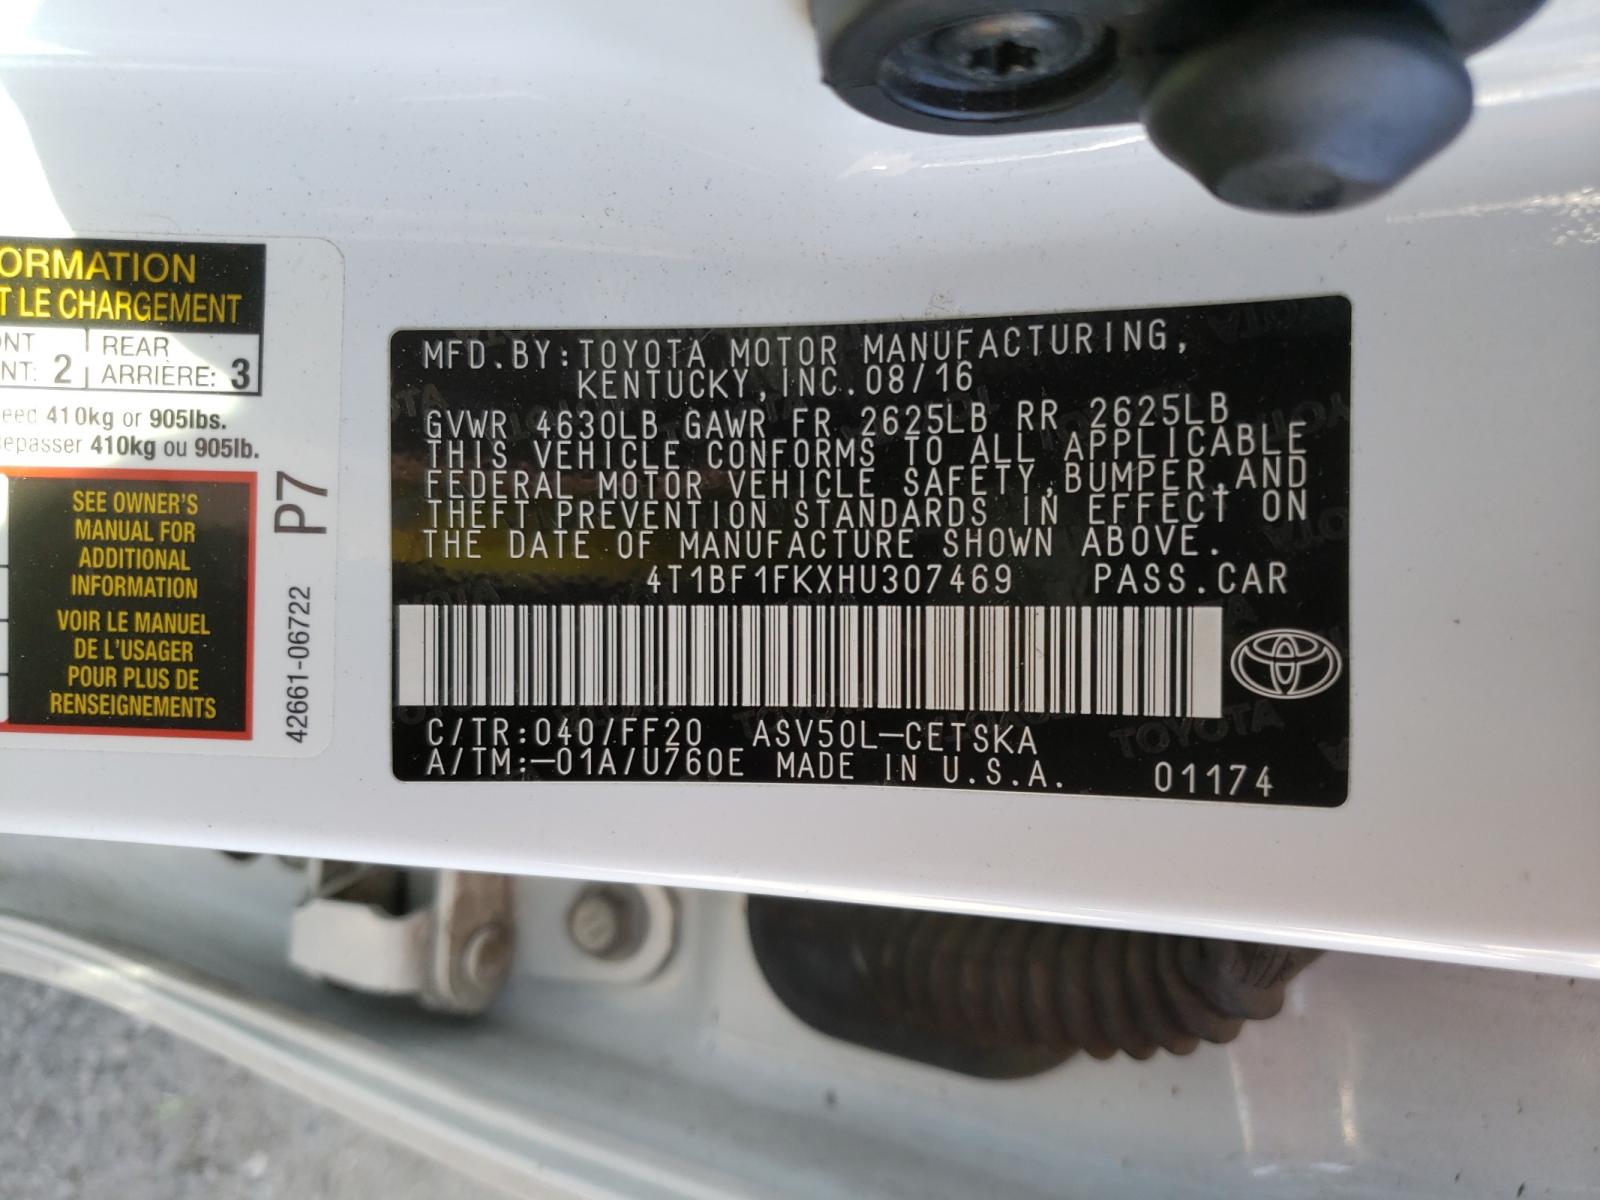 ORMATION
T LE CHARGEMENT
REAR
NT: 2 ARRIÈRE: 3
410kg or 905lbs.
410kg ou 905lb.
SEE OWNER'S
MANUAL FOR
ADDITIONAL
INFORMATION
VOIR LE MANUEL
DE L'USAGER
POUR PLUS DE
RENSEIGNEMENTS
P7
42661-06722
MFD.BY:TOYOTA MOTOR MANUFACTURING,
KENTUCKY,INC.08/16
GVWR 4630LB GAWR FR 2625LB RR 2625LB
THIS VEHICLE CONFORMS TO ALL APPLICABLE
FEDERAL MOTOR VEHICLE SAFETY,BUMPER,AND
THEFT PREVENTION STANDARDS IN EFFECT ON
THE DATE OF MANUFACTURE SHOWN ABOVE.
4T1BF1FKXHU307469 PASS.CAR
C/TR:040/FF20 ASV50L-CETSKA
A/TM:-01A/U760E MADE IN U.S.A. 01174